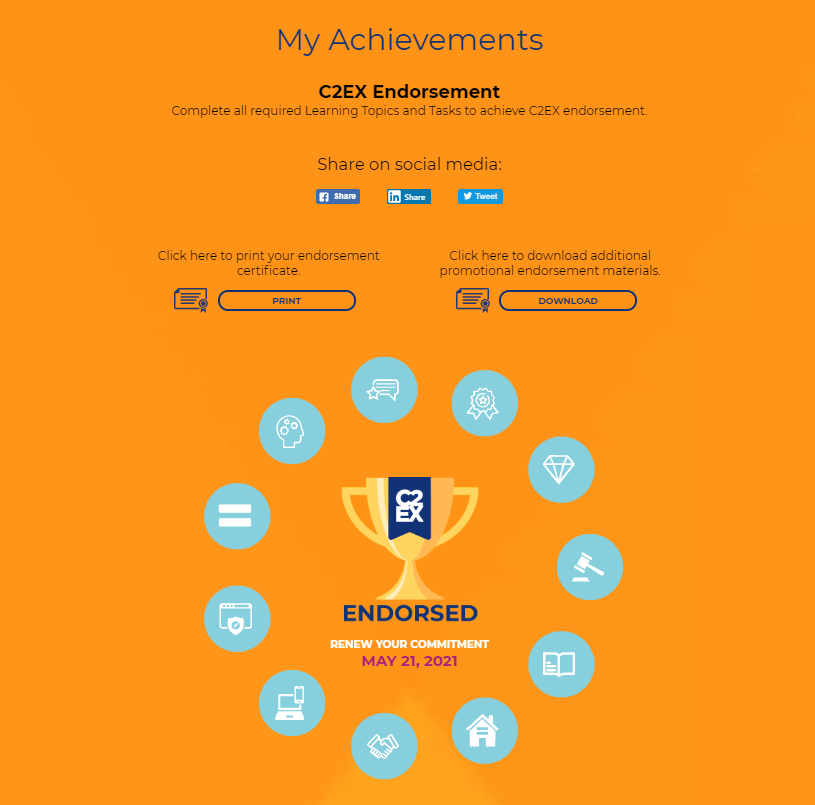 My Achievements
C2EX Endorsement
Complete all required Learning Topics and Tasks to achieve C2EX endorsement.
Share on social media:
Share
Share
Tweet
Click here to print your endorsement
certificate.
PRINT
Click here to download additional
promotional endorsement materials.
DOWNLOAD
C2
EX
ENDORSED
RENEW YOUR COMMITMENT
MAY 21, 2021